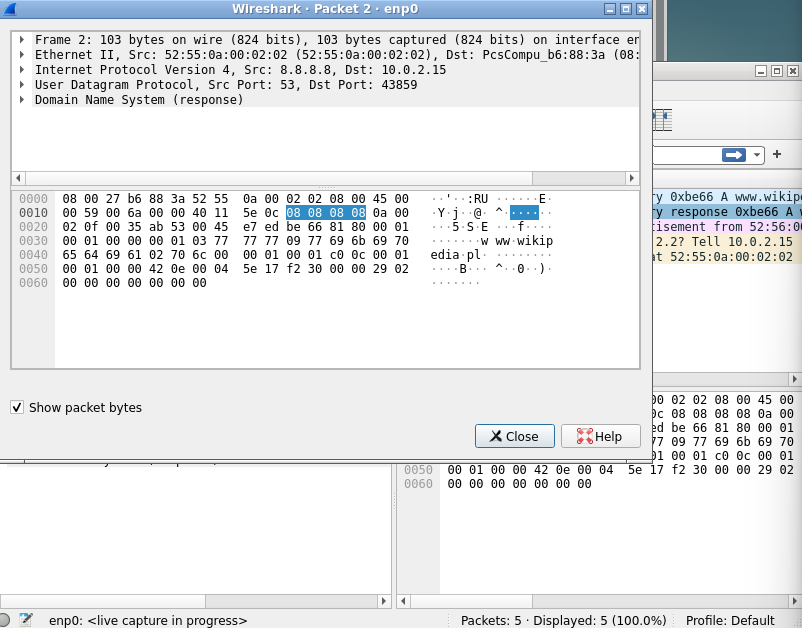 Wireshark · Packet 2 · enp0
Frame 2: 103 bytes on wire (824 bits), 103 bytes captured (824 bits) on interface en
Ethernet II, Src: 52:55:0a:00:02:02 (52:55:0a:00:02:02), Dst: PcsCompu_b6:88:3a (08:
Internet Protocol Version 4, Src: 8.8.8.8, Dst: 10.0.2.15
User Datagram Protocol, Src Port: 53, Dst Port: 43859
Domain Name System (response)
0000 08 00 27 b6 88 3a 52 55 0a 00 02 02 08 00 45 00 ··'··:RU ······E·
0010 00 59 00 6a 00 00 40 11 5e 0c 08 08 08 08 0a 00 ·Y·j··@· ^·······
0020 02 0f 00 35 ab 53 00 45 e7 ed be 66 81 80 00 01 ···5·S·E ···f····
0030 00 01 00 00 00 01 03 77 77 77 09 77 69 6b 69 70 ·······w ww·wikip
0040 65 64 69 61 02 70 6c 00 00 01 00 01 c0 0c 00 01 edia·pl· ········
0050 00 01 00 00 42 0e 00 04 5e 17 f2 30 00 00 29 02 ····B··· ^··0··)·
0060 00 00 00 00 00 00 00 ·······
Show packet bytes
Close
Help
ry 0xbe66 A www.wikipe
ry response 0xbe66 A w
tisement from 52:56:00
2.2? Tell 10.0.2.15
at 52:55:0a:00:02:02
00 02 02 08 00 45 00
0c 08 08 08 08 0a 00
ed be 66 81 80 00 01
77 09 77 69 6b 69 70
01 00 01 c0 0c 00 01
0050 00 01 00 00 42 0e 00 04 5e 17 f2 30 00 00 29 02
0060 00 00 00 00 00 00 00
enp0: <live capture in progress>
Packets: 5 · Displayed: 5 (100.0%)
Profile: Default